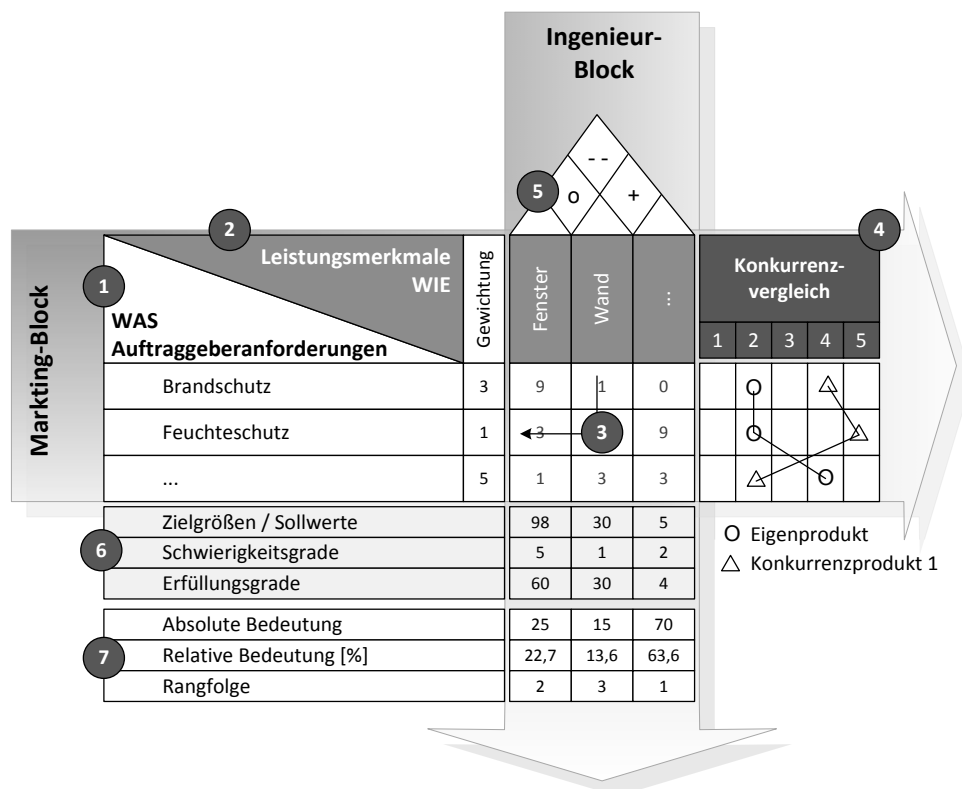 Ingenieur-
Block
- -
5 o +
2 4
Leistungsmerkmale
WIE
1
WAS
Auftraggeberanforderungen
Gewichtung
Fenster
Wand
...
Konkurrenz-
vergleich
1 2 3 4 5
Markting-Block
Brandschutz 3 9 1 0
Feuchteschutz 1 3 3 9
... 5 1 3 3
Zielgrößen / Sollwerte 98 30 5
6 Schwierigkeitsgrade 5 1 2
Erfüllungsgrade 60 30 4
O Eigenprodukt
△ Konkurrenzprodukt 1
Absolute Bedeutung 25 15 70
7 Relative Bedeutung [%] 22,7 13,6 63,6
Rangfolge 2 3 1